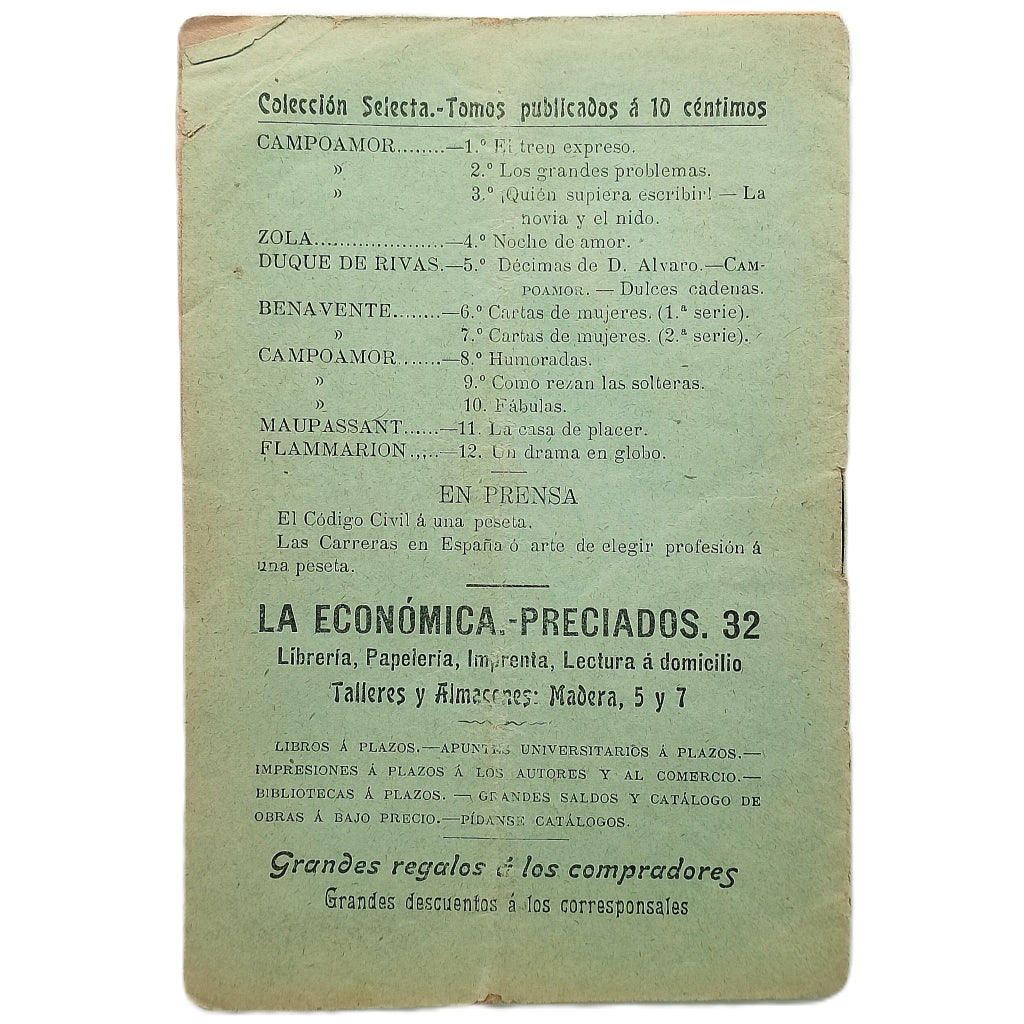 Colección Selecta.-Tomos publicados á 10 céntimos
CAMPOAMOR........—1.º El tren expreso.
» 2.º Los grandes problemas.
» 3.º ¡Quién supiera escribir!—La
novia y el nido.
ZOLA.....................—4.º Noche de amor.
DUQUE DE RIVAS.—5.º Décimas de D. Alvaro.—CAM-
POAMOR.—Dulces cadenas.
BENAVENTE........—6.º Cartas de mujeres. (1.ª serie).
» 7.º Cartas de mujeres. (2.ª serie).
CAMPOAMOR.......—8.º Humoradas.
» 9.º Como rezan las solteras.
» 10. Fábulas.
MAUPASSANT......—11. La casa de placer.
FLAMMARION.,,..—12. Un drama en globo.
EN PRENSA
El Código Civil á una peseta.
Las Carreras en España ó arte de elegir profesión á
una peseta.
LA ECONÓMICA.-PRECIADOS. 32
Librería, Papelería, Imprenta, Lectura á domicilio
Talleres y Almacenes: Madera, 5 y 7
LIBROS Á PLAZOS.—APUNTES UNIVERSITARIOS Á PLAZOS.—
IMPRESIONES Á PLAZOS Á LOS AUTORES Y AL COMERCIO.—
BIBLIOTECAS Á PLAZOS.—GRANDES SALDOS Y CATÁLOGO DE
OBRAS Á BAJO PRECIO.—PÍDANSE CATÁLOGOS.
Grandes regalos á los compradores
Grandes descuentos á los corresponsales